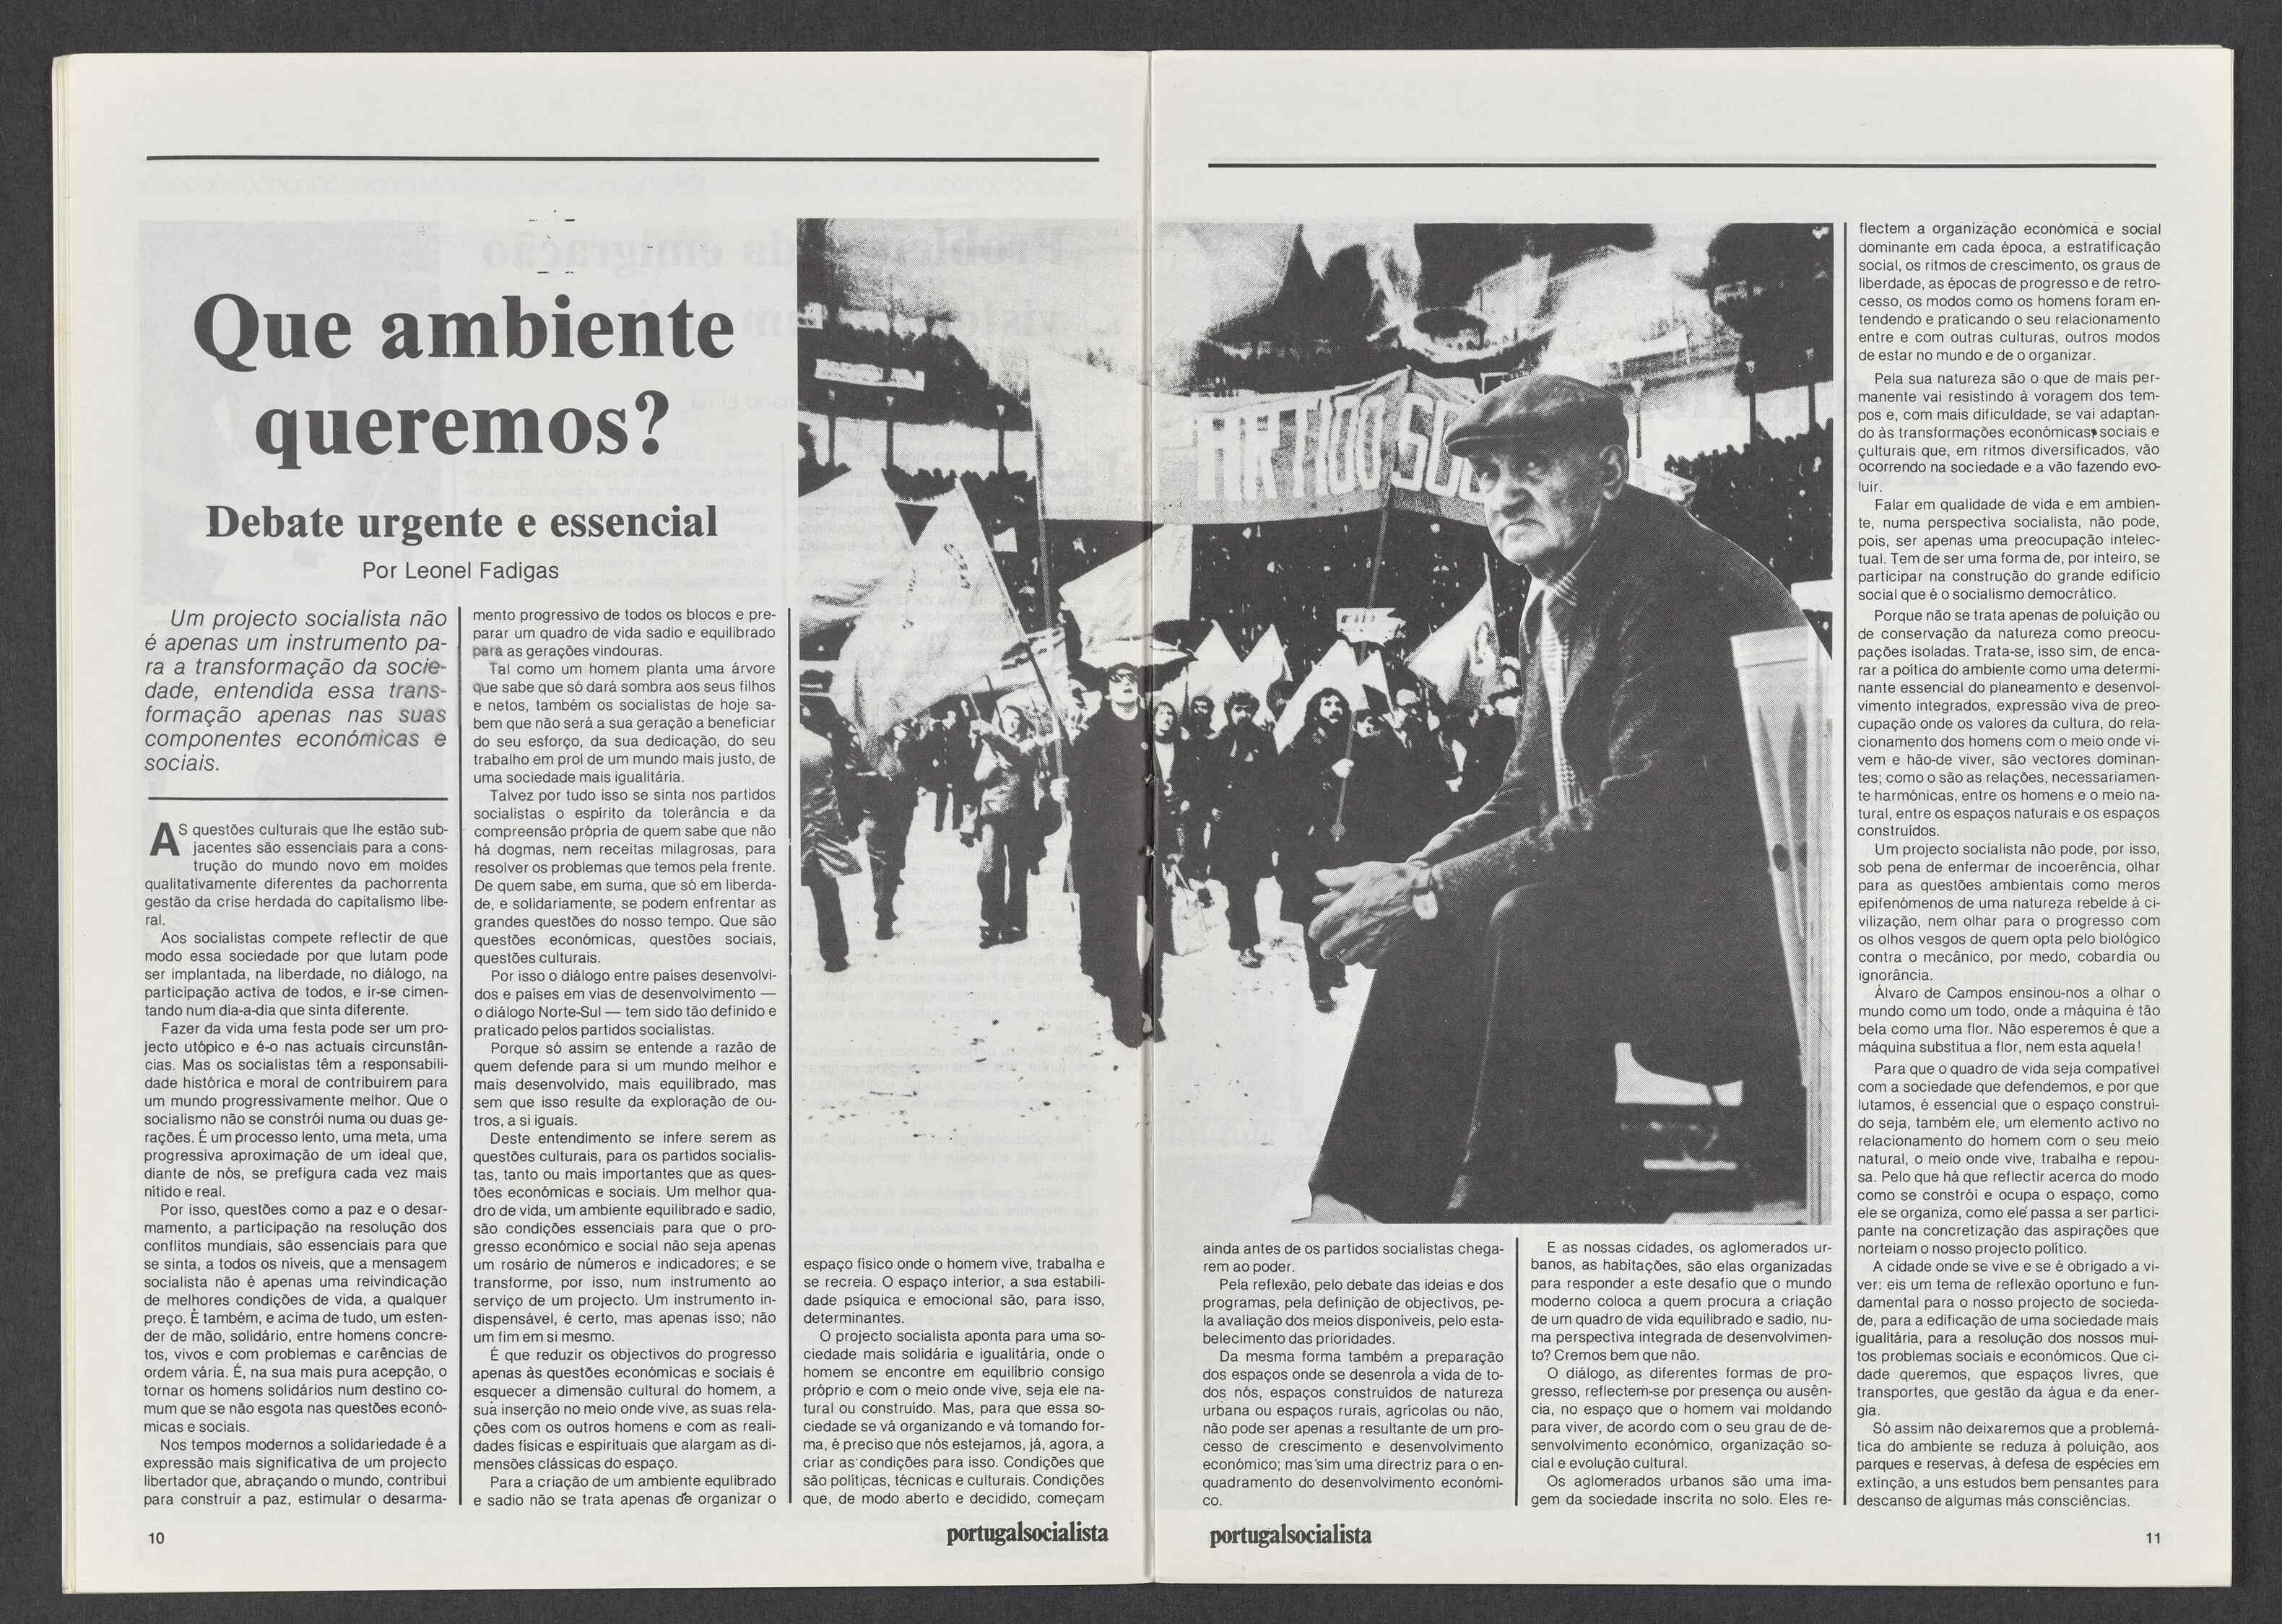 Que ambiente
queremos?
Debate urgente e essencial
Por Leonel Fadigas
Um projecto socialista não
é apenas um instrumento pa-
ra a transformação da socie-
dade, entendida essa trans-
formação apenas nas suas
componentes económicas e
sociais.
AS questões culturais que lhe estão sub-
jacentes são essenciais para a cons-
trução do mundo novo em moldes
qualitativamente diferentes da pachorrenta
gestão da crise herdada do capitalismo libe-
ral.
Aos socialistas compete reflectir de que
modo essa sociedade por que lutam pode
ser implantada, na liberdade, no diálogo, na
participação activa de todos, e ir-se cimen-
tando num dia-a-dia que sinta diferente.
Fazer da vida uma festa pode ser um pro-
jecto utópico e é-o nas actuais circunstân-
cias. Mas os socialistas têm a responsabili-
dade histórica e moral de contribuirem para
um mundo progressivamente melhor. Que o
socialismo não se constrói numa ou duas ge-
rações. É um processo lento, uma meta, uma
progressiva aproximação de um ideal que,
diante de nós, se prefigura cada vez mais
nítido e real.
Por isso, questões como a paz e o desar-
mamento, a participação na resolução dos
conflitos mundiais, são essenciais para que
se sinta, a todos os níveis, que a mensagem
socialista não é apenas uma reivindicação
de melhores condições de vida, a qualquer
preço. È também, e acima de tudo, um esten-
der de mão, solidário, entre homens concre-
tos, vivos e com problemas e carências de
ordem vária. É, na sua mais pura acepção, o
tornar os homens solidários num destino co-
mum que se não esgota nas questões econó-
micas e sociais.
Nos tempos modernos a solidariedade é a
expressão mais significativa de um projecto
libertador que, abraçando o mundo, contribui
para construir a paz, estimular o desarma-
mento progressivo de todos os blocos e pre-
parar um quadro de vida sadio e equilibrado
para as gerações vindouras.
Tal como um homem planta uma árvore
que sabe que só dará sombra aos seus filhos
e netos, também os socialistas de hoje sa-
bem que não será a sua geração a beneficiar
do seu esforço, da sua dedicação, do seu
trabalho em prol de um mundo mais justo, de
uma sociedade mais igualitária.
Talvez por tudo isso se sinta nos partidos
socialistas o espírito da tolerância e da
compreensão própria de quem sabe que não
há dogmas, nem receitas milagrosas, para
resolver os problemas que temos pela frente.
De quem sabe, em suma, que só em liberda-
de, e solidariamente, se podem enfrentar as
grandes questões do nosso tempo. Que são
questões económicas, questões sociais,
questões culturais.
Por isso o diálogo entre países desenvolvi-
dos e países em vias de desenvolvimento —
o diálogo Norte-Sul — tem sido tão definido e
praticado pelos partidos socialistas.
Porque só assim se entende a razão de
quem defende para si um mundo melhor e
mais desenvolvido, mais equilibrado, mas
sem que isso resulte da exploração de ou-
tros, a si iguais.
Deste entendimento se infere serem as
questões culturais, para os partidos socialis-
tas, tanto ou mais importantes que as ques-
tões económicas e sociais. Um melhor qua-
dro de vida, um ambiente equilibrado e sadio,
são condições essenciais para que o pro-
gresso económico e social não seja apenas
um rosário de números e indicadores; e se
transforme, por isso, num instrumento ao
serviço de um projecto. Um instrumento in-
dispensável, é certo, mas apenas isso; não
um fim em si mesmo.
É que reduzir os objectivos do progresso
apenas às questões económicas e sociais é
esquecer a dimensão cultural do homem, a
sua inserção no meio onde vive, as suas rela-
ções com os outros homens e com as reali-
dades físicas e espirituais que alargam as di-
mensões clássicas do espaço.
Para a criação de um ambiente equlibrado
e sadio não se trata apenas de organizar o
espaço físico onde o homem vive, trabalha e
se recreia. O espaço interior, a sua estabili-
dade psiquica e emocional são, para isso,
determinantes.
O projecto socialista aponta para uma so-
ciedade mais solidária e igualitária, onde o
homem se encontre em equilíbrio consigo
próprio e com o meio onde vive, seja ele na-
tural ou construído. Mas, para que essa so-
ciedade se vá organizando e vá tomando for-
ma, é preciso que nós estejamos, já, agora, a
criar as condições para isso. Condições que
são políticas, técnicas e culturais. Condições
que, de modo aberto e decidido, começam
10
portugalsocialista
ARTIDO SOC
ainda antes de os partidos socialistas chega-
rem ao poder.
Pela reflexão, pelo debate das ideias e dos
programas, pela definição de objectivos, pe-
la avaliação dos meios disponíveis, pelo esta-
belecimento das prioridades.
Da mesma forma também a preparação
dos espaços onde se desenrola a vida de to-
dos nós, espaços construídos de natureza
urbana ou espaços rurais, agrícolas ou não,
não pode ser apenas a resultante de um pro-
cesso de crescimento e desenvolvimento
económico; mas sim uma directriz para o en-
quadramento do desenvolvimento económi-
co.
E as nossas cidades, os aglomerados ur-
banos, as habitações, são elas organizadas
para responder a este desafio que o mundo
moderno coloca a quem procura a criação
de um quadro de vida equilibrado e sadio, nu-
ma perspectiva integrada de desenvolvimen-
to? Cremos bem que não.
O diálogo, as diferentes formas de pro-
gresso, reflectem-se por presença ou ausên-
cia, no espaço que o homem vai moldando
para viver, de acordo com o seu grau de de-
senvolvimento económico, organização so-
cial e evolução cultural.
Os aglomerados urbanos são uma ima-
gem da sociedade inscrita no solo. Eles re-
flectem a organização económica e social
dominante em cada época, a estratificação
social, os ritmos de crescimento, os graus de
liberdade, as épocas de progresso e de retro-
cesso, os modos como os homens foram en-
tendendo e praticando o seu relacionamento
entre e com outras culturas, outros modos
de estar no mundo e de o organizar.
Pela sua natureza são o que de mais per-
manente vai resistindo à voragem dos tem-
pos e, com mais dificuldade, se vai adaptan-
do às transformações económicas, sociais e
culturais que, em ritmos diversificados, vão
ocorrendo na sociedade e a vão fazendo evo-
luir.
Falar em qualidade de vida e em ambien-
te, numa perspectiva socialista, não pode,
pois, ser apenas uma preocupação intelec-
tual. Tem de ser uma forma de, por inteiro, se
participar na construção do grande edifício
social que é o socialismo democrático.
Porque não se trata apenas de poluição ou
de conservação da natureza como preocu-
pações isoladas. Trata-se, isso sim, de enca-
rar a poítica do ambiente como uma determi-
nante essencial do planeamento e desenvol-
vimento integrados, expressão viva de preo-
cupação onde os valores da cultura, do rela-
cionamento dos homens com o meio onde vi-
vem e hão-de viver, são vectores dominan-
tes; como o são as relações, necessariamen-
te harmónicas, entre os homens e o meio na-
tural, entre os espaços naturais e os espaços
construídos.
Um projecto socialista não pode, por isso,
sob pena de enfermar de incoerência, olhar
para as questões ambientais como meros
epifenómenos de uma natureza rebelde à ci-
vilização, nem olhar para o progresso com
os olhos vesgos de quem opta pelo biológico
contra o mecânico, por medo, cobardia ou
ignorância.
Álvaro de Campos ensinou-nos a olhar o
mundo como um todo, onde a máquina é tão
bela como uma flor. Não esperemos é que a
máquina substitua a flor, nem esta aquela!
Para que o quadro de vida seja compatível
com a sociedade que defendemos, e por que
lutamos, é essencial que o espaço construí-
do seja, também ele, um elemento activo no
relacionamento do homem com o seu meio
natural, o meio onde vive, trabalha e repou-
sa. Pelo que há que reflectir acerca do modo
como se constrói e ocupa o espaço, como
ele se organiza, como ele passa a ser partici-
pante na concretização das aspirações que
norteiam o nosso projecto político.
A cidade onde se vive e se é obrigado a vi-
ver: eis um tema de reflexão oportuno e fun-
damental para o nosso projecto de socieda-
de, para a edificação de uma sociedade mais
igualitária, para a resolução dos nossos mui-
tos problemas sociais e económicos. Que ci-
dade queremos, que espaços livres, que
transportes, que gestão da água e da ener-
gia.
Só assim não deixaremos que a problemá-
tica do ambiente se reduza à poluição, aos
parques e reservas, à defesa de espécies em
extinção, a uns estudos bem pensantes para
descanso de algumas más consciências.
portugalsocialista
11